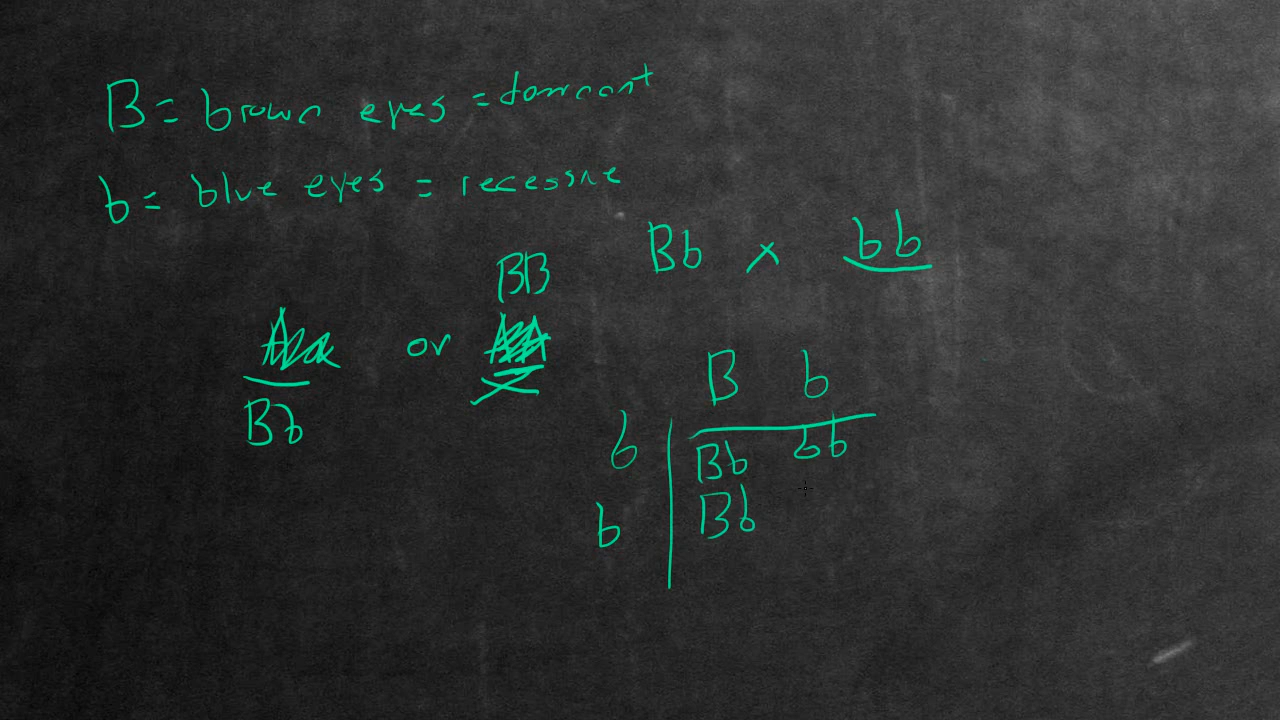 B = brown eyes = dominant
b = blue eyes = recessive
Bb x bb
BB
or
Bb
B b
b Bb bb
b Bb